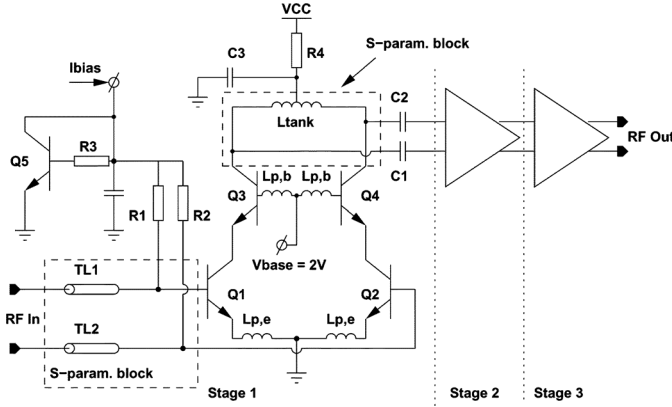 VCC
C3
R4
S−param. block
Ibias
Ltank
C2
C1
RF Out
Q5
R3
Lp,b
Lp,b
Q3
Q4
R1
R2
Vbase = 2V
TL1
Q1
Q2
RF In
Lp,e
Lp,e
TL2
S−param. block
Stage 1
Stage 2
Stage 3